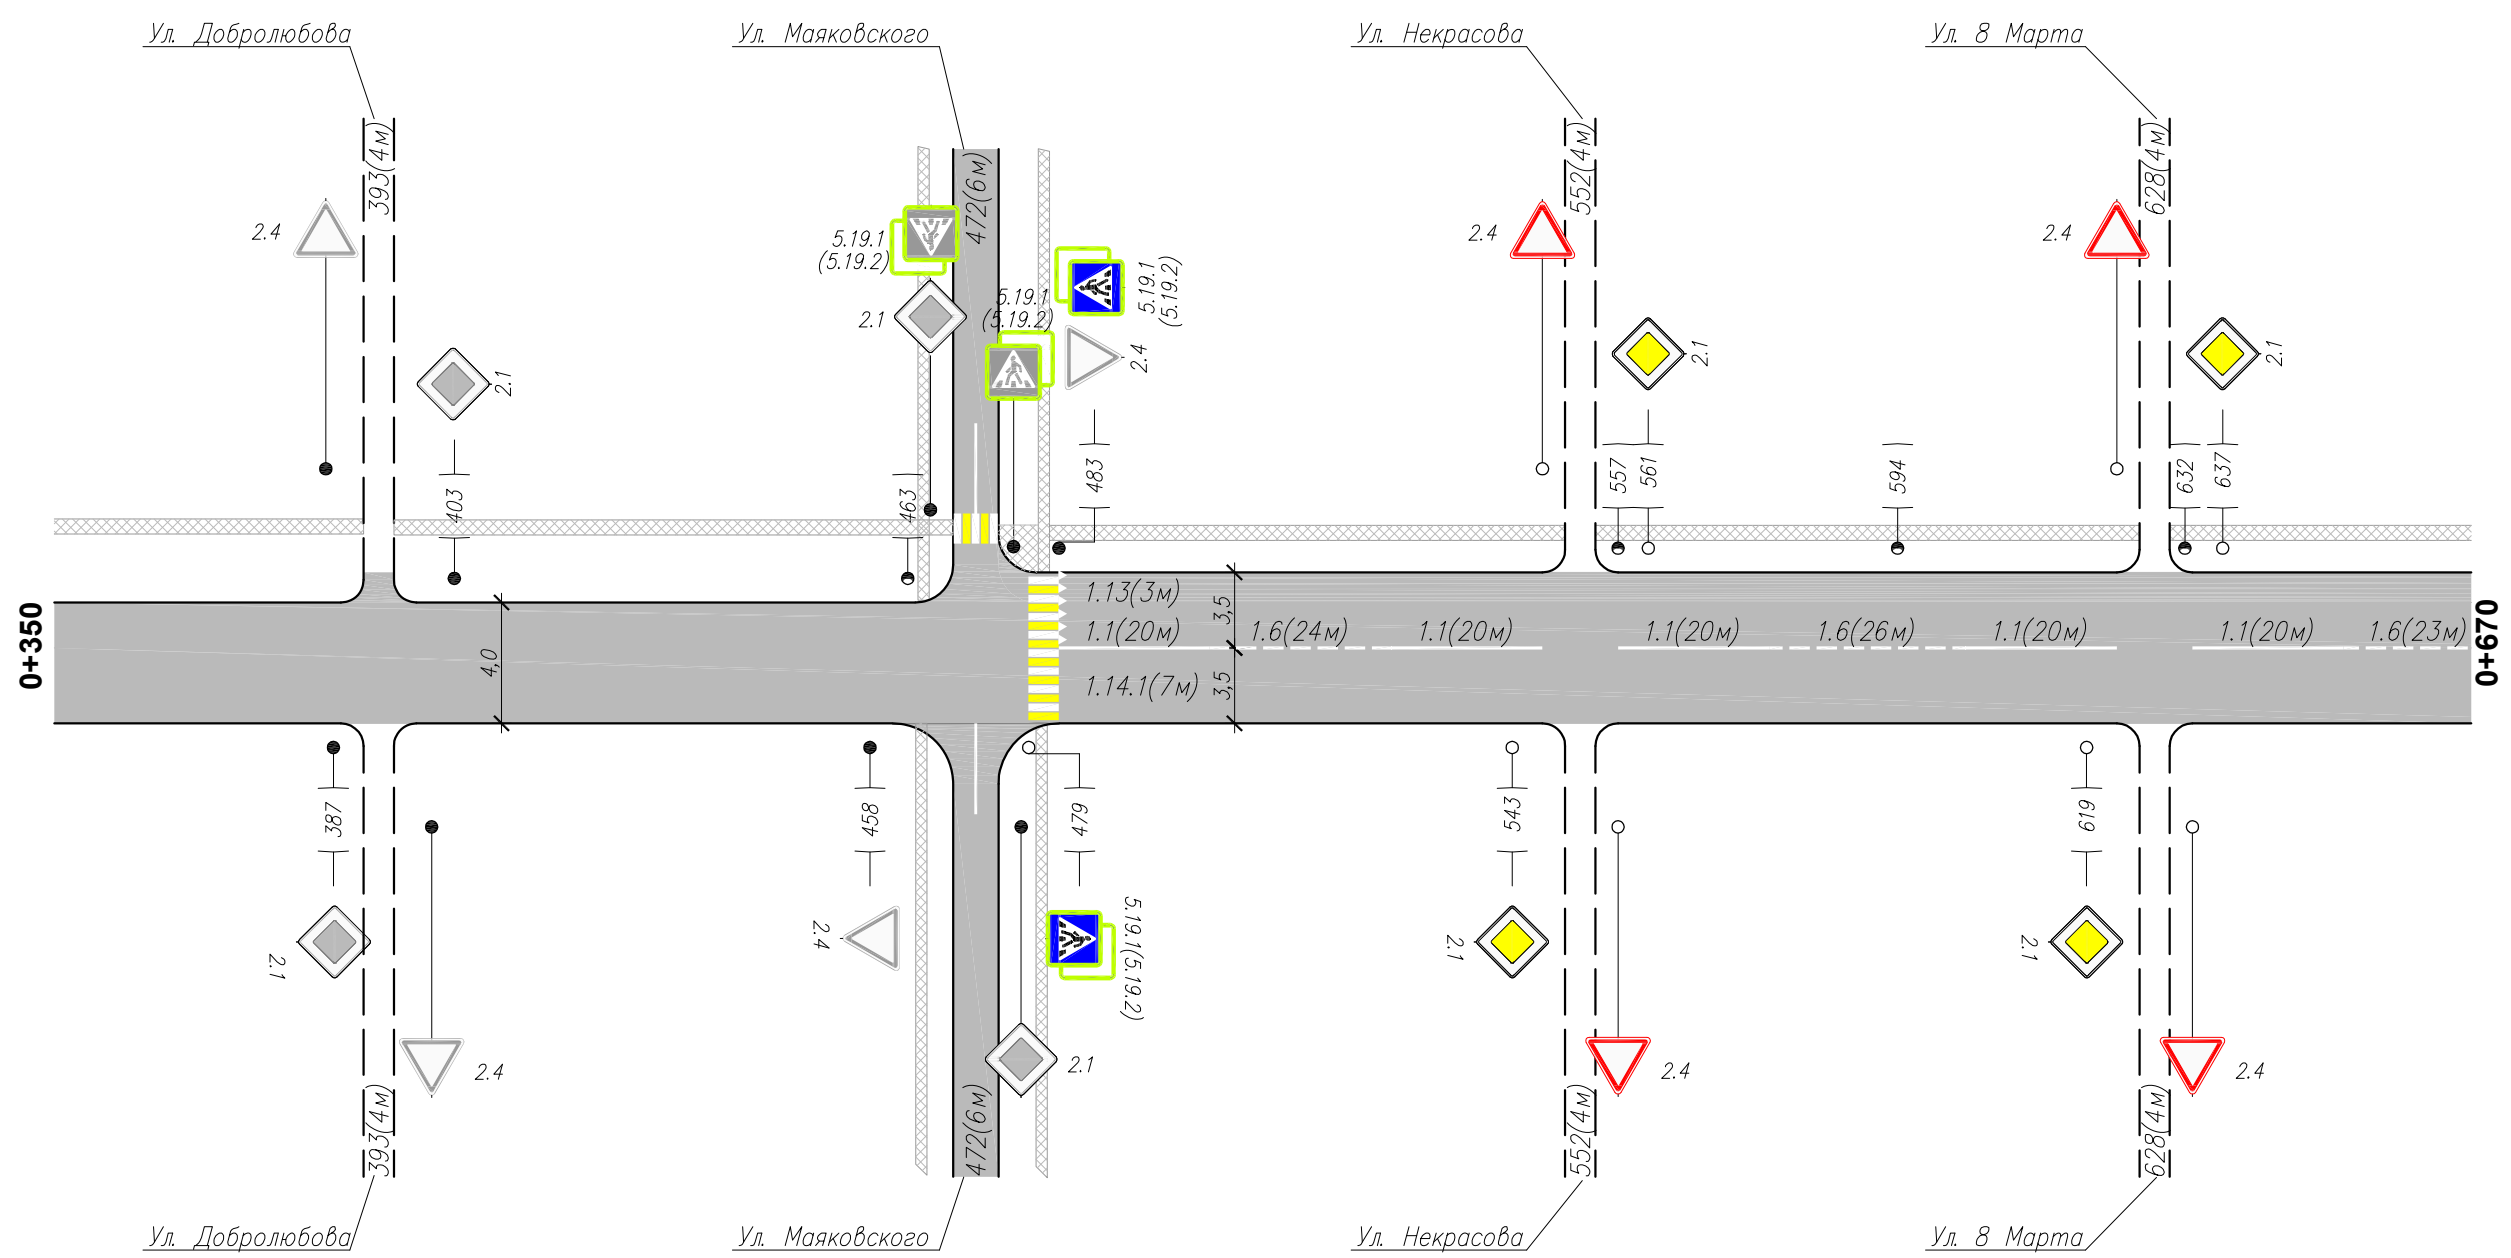 Ул. Добролюбова
Ул. Маяковского
Ул. Некрасова
Ул. 8 Марта
393(4м)
472(6м)
552(4м)
628(4м)
2.4
5.19.1
(5.19.2)
5.19.1
(5.19.2)
2.4
2.4
2.1
5.19.1
(5.19.2)
2.4
2.1
2.1
2.1
403
463
483
557
561
594
632
637
0+350
4,0
1.13(3м)
3,5
1.1(20м)
1.6(24м)
1.1(20м)
1.1(20м)
1.6(26м)
1.1(20м)
1.1(20м)
1.6(23м)
0+670
1.14.1(7м)
3,5
387
458
479
543
619
2.1
2.4
5.19.1(5.19.2)
2.1
2.1
2.4
2.1
2.4
2.4
393(4м)
472(6м)
552(4м)
628(4м)
Ул. Добролюбова
Ул. Маяковского
Ул. Некрасова
Ул. 8 Марта